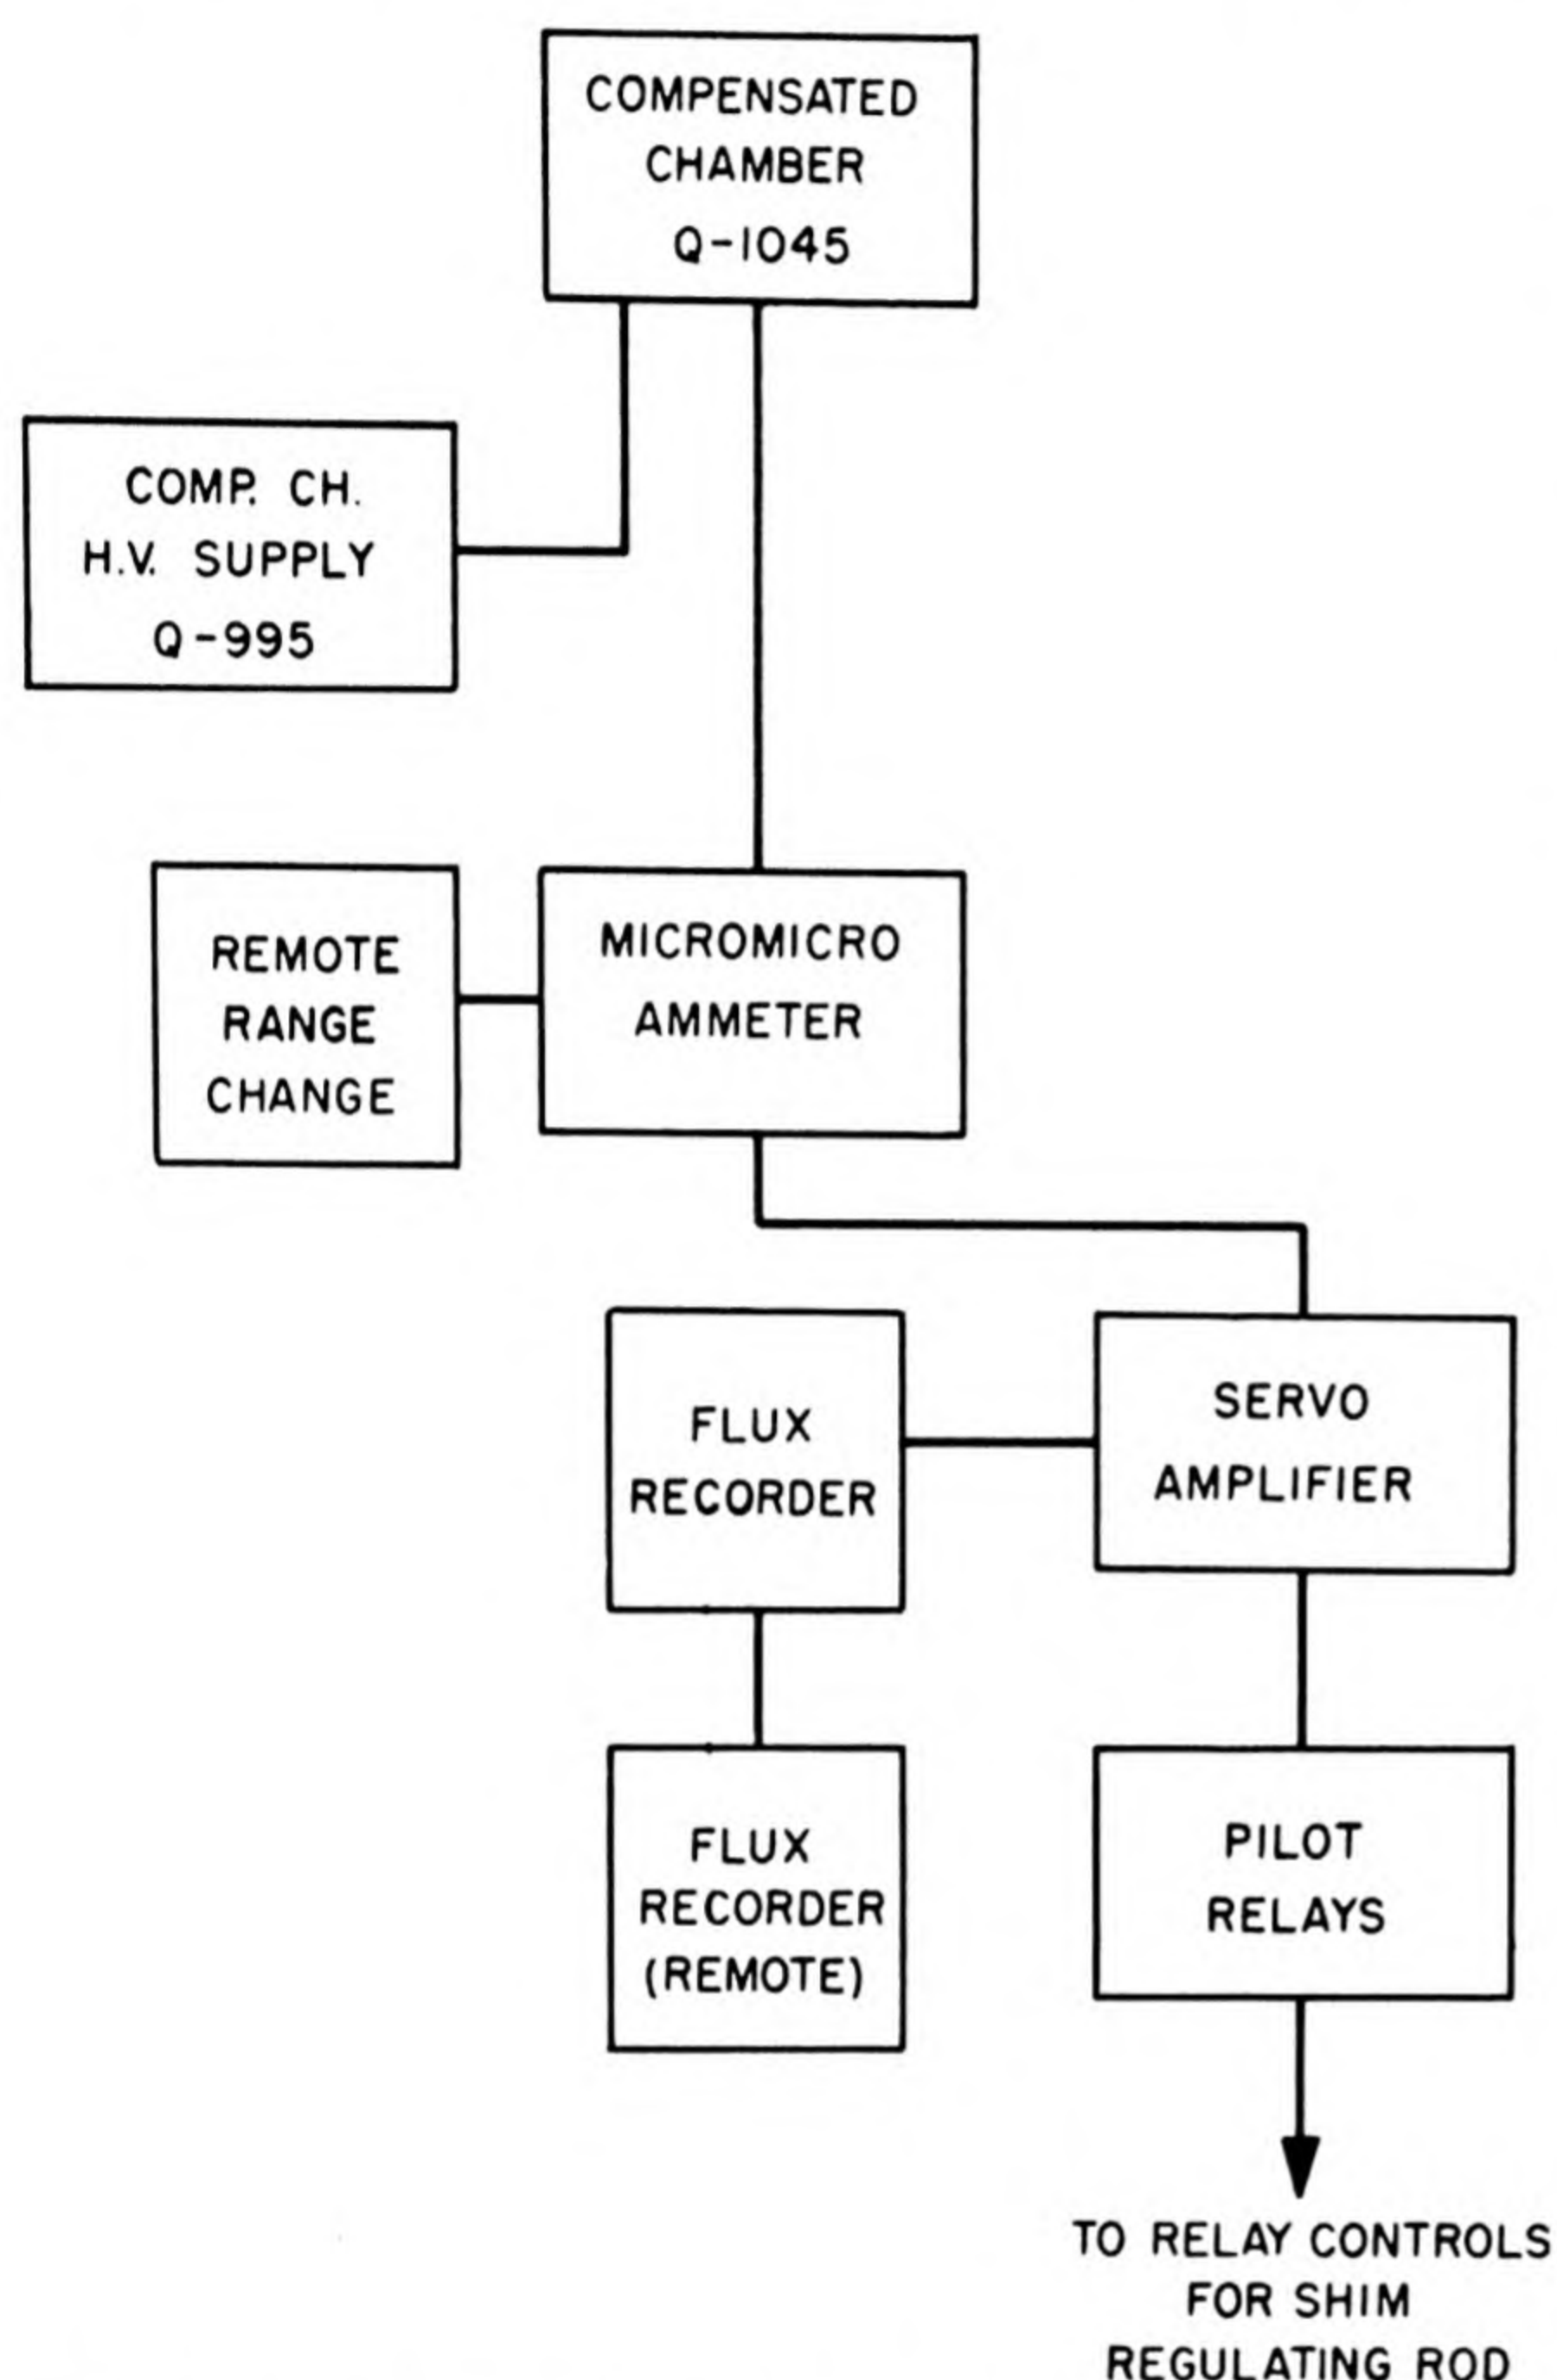 COMPENSATED
CHAMBER
Q-1045
COMP. CH.
H.V. SUPPLY
Q-995
REMOTE
RANGE
CHANGE
MICROMICRO
AMMETER
FLUX
RECORDER
SERVO
AMPLIFIER
FLUX
RECORDER
(REMOTE)
PILOT
RELAYS
TO RELAY CONTROLS
FOR SHIM
REGULATING ROD